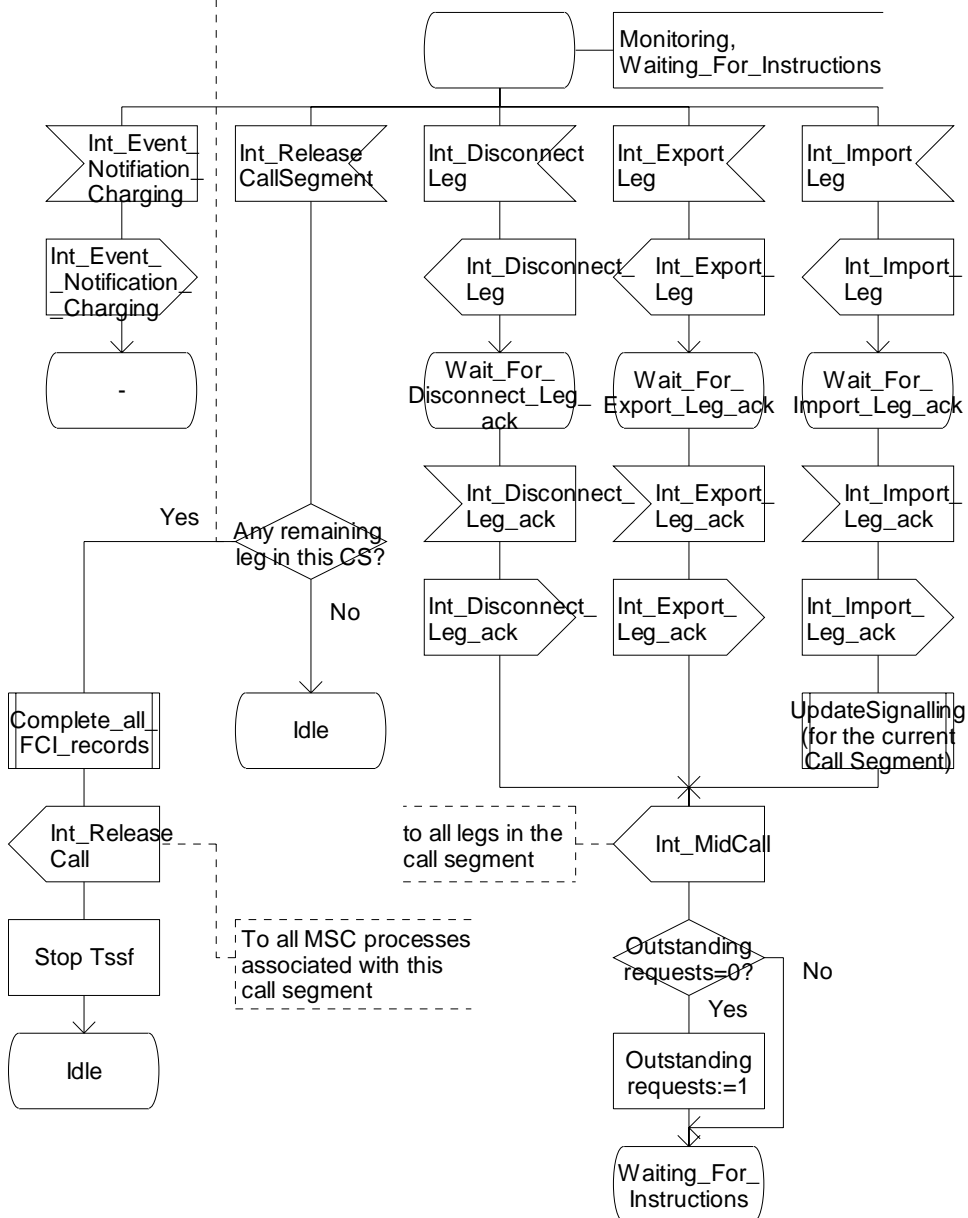 Monitoring,
Waiting_For_Instructions
Int_Event_
Notifiation_
Charging
Int_Release
CallSegment
Int_Disconnect
Leg
Int_Export
Leg
Int_Import
Leg
Int_Event_
_Notification_
_Charging
Int_Disconnect_
Leg
Int_Export_
Leg
Int_Import_
Leg
-
Wait_For_
Disconnect_Leg_
ack
Wait_For_
Export_Leg_ack
Wait_For_
Import_Leg_ack
Int_Disconnect_
Leg_ack
Int_Export_
Leg_ack
Int_Import_
Leg_ack
Yes
Any remaining
leg in this CS?
No
Int_Disconnect_
Leg_ack
Int_Export_
Leg_ack
Int_Import_
Leg_ack
Complete_all_
FCI_records
Idle
UpdateSignalling
(for the current
Call Segment)
Int_Release
Call
to all legs in the
call segment
Int_MidCall
Stop Tssf
To all MSC processes
associated with this
call segment
Outstanding
requests=0?
No
Yes
Idle
Outstanding
requests:=1
Waiting_For_
Instructions